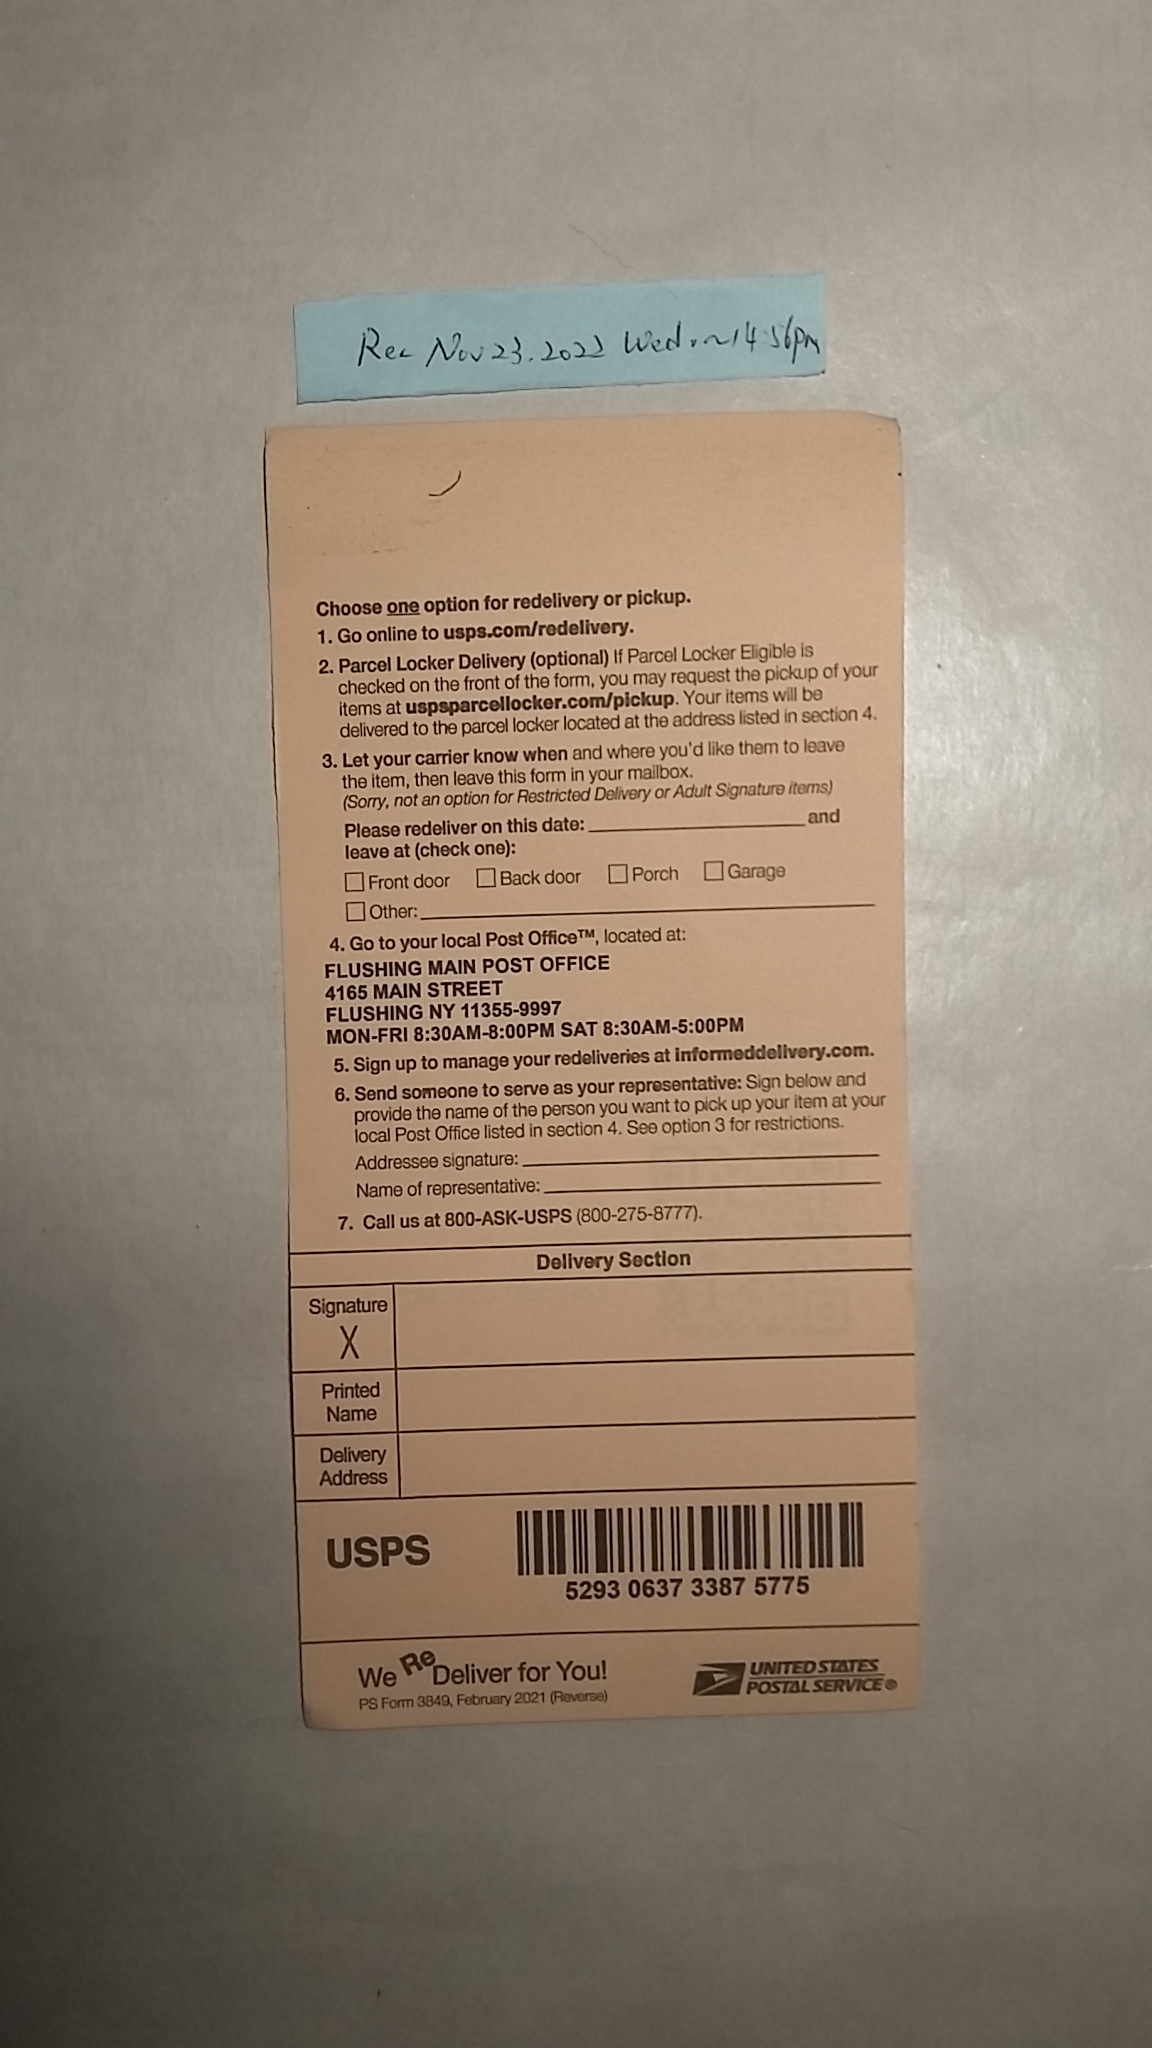 Rec Nov 23. 2022 Wed. ~14:56pm
Choose one option for redelivery or pickup.
1. Go online to usps.com/redelivery.
2. Parcel Locker Delivery (optional) If Parcel Locker Eligible is
checked on the front of the form, you may request the pickup of your
items at uspsparcellocker.com/pickup. Your items will be
delivered to the parcel locker located at the address listed in section 4.
3. Let your carrier know when and where you'd like them to leave
the item, then leave this form in your mailbox.
(Sorry, not an option for Restricted Delivery or Adult Signature items)
Please redeliver on this date: and
leave at (check one):
Front door Back door Porch Garage
Other:
4. Go to your local Post Office™, located at:
FLUSHING MAIN POST OFFICE
4165 MAIN STREET
FLUSHING NY 11355-9997
MON-FRI 8:30AM-8:00PM SAT 8:30AM-5:00PM
5. Sign up to manage your redeliveries at informeddelivery.com.
6. Send someone to serve as your representative: Sign below and
provide the name of the person you want to pick up your item at your
local Post Office listed in section 4. See option 3 for restrictions.
Addressee signature:
Name of representative:
7. Call us at 800-ASK-USPS (800-275-8777).
Delivery Section
Signature
X
Printed
Name
Delivery
Address
USPS
5293 0637 3387 5775
We Re Deliver for You!
PS Form 3849, February 2021 (Reverse)
UNITED STATES
POSTAL SERVICE®